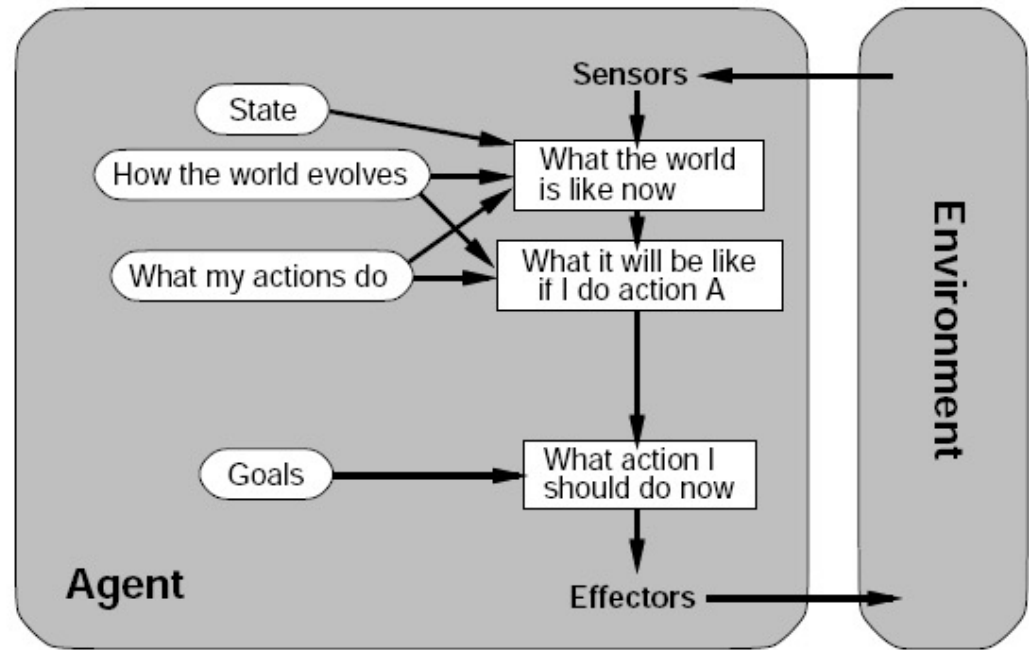 Sensors
State
What the world
is like now
How the world evolves
What my actions do
What it will be like
if I do action A
Goals
What action I
should do now
Agent
Effectors
Environment